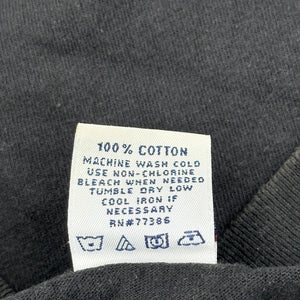 100% COTTON
MACHINE WASH COLD
USE NON-CHLORINE
BLEACH WHEN NEEDED
TUMBLE DRY LOW
COOL IRON IF
NECESSARY
RN#77386